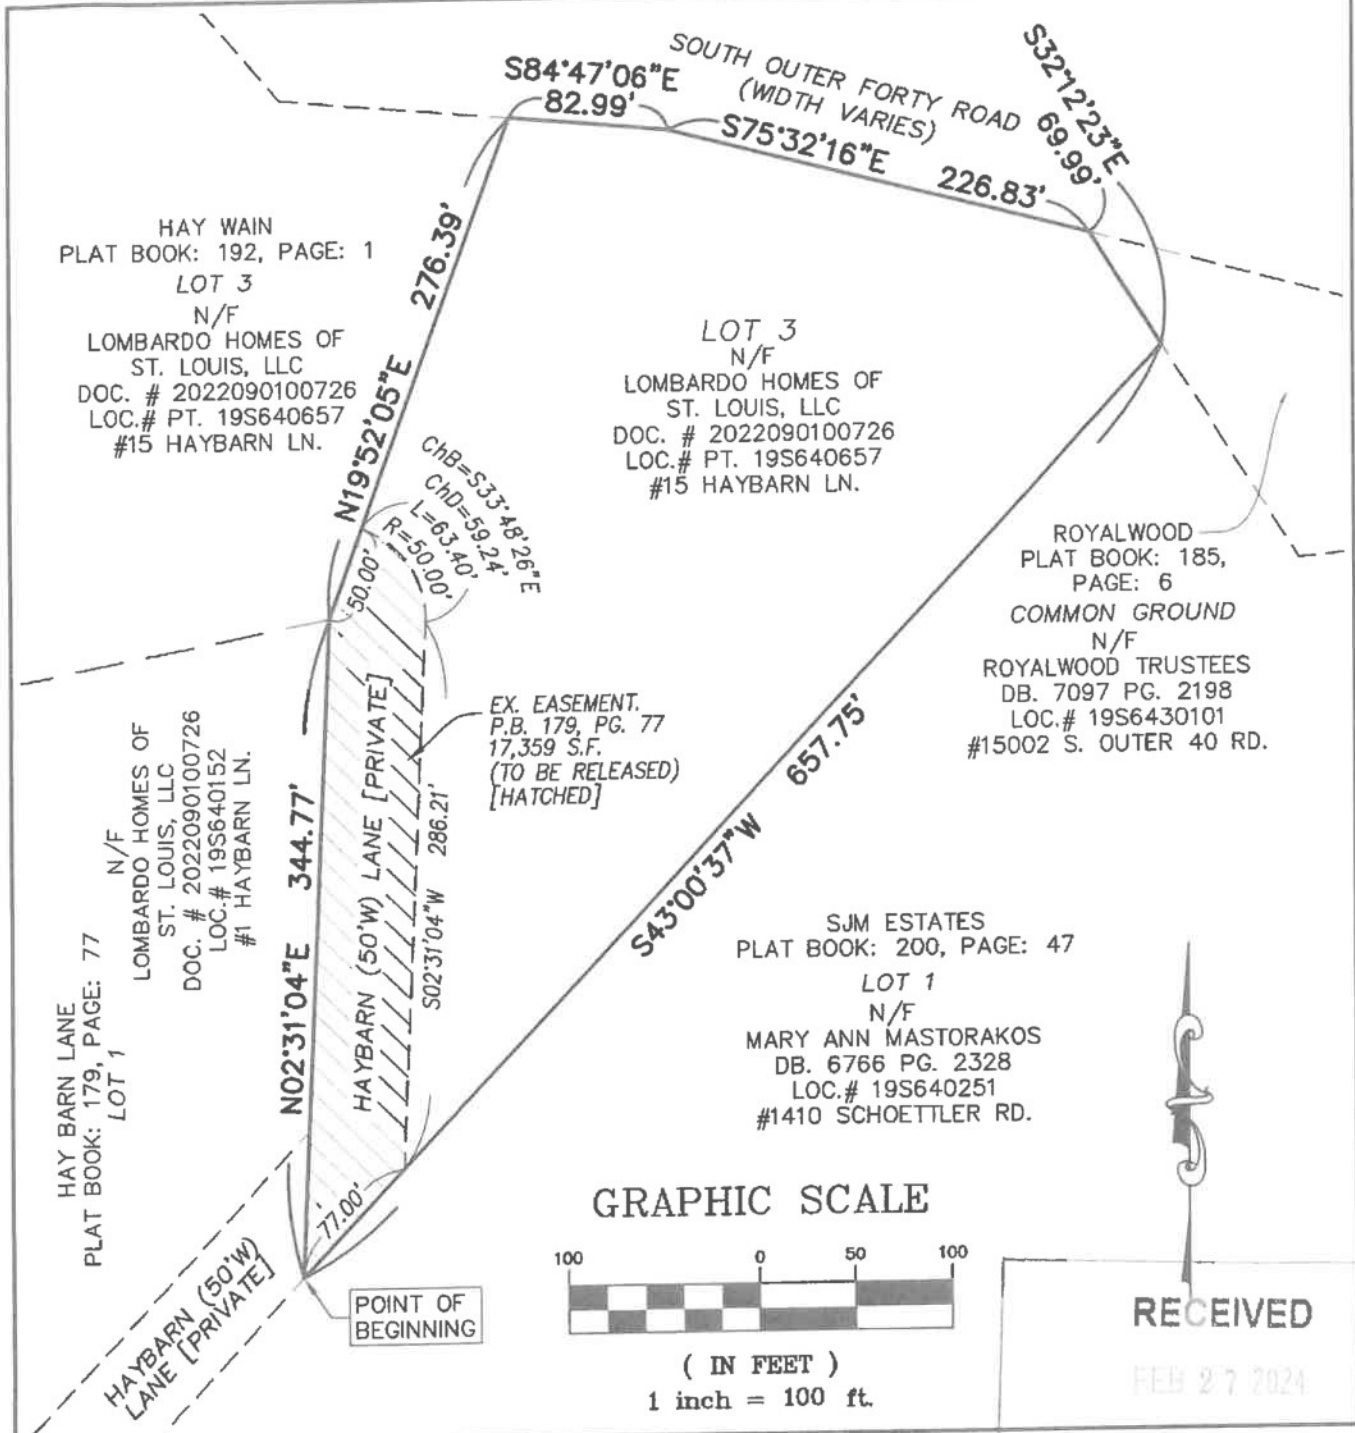 S84°47'06"E
82.99'
SOUTH OUTER FORTY ROAD
(WIDTH VARIES)
S75°32'16"E
226.83'
S32°12'23"E
69.99'
HAY WAIN
PLAT BOOK: 192, PAGE: 1
LOT 3
N/F
LOMBARDO HOMES OF
ST. LOUIS, LLC
DOC. # 2022090100726
LOC.# PT. 19S640657
#15 HAYBARN LN.
N19°52'05"E 276.39'
LOT 3
N/F
LOMBARDO HOMES OF
ST. LOUIS, LLC
DOC. # 2022090100726
LOC.# PT. 19S640657
#15 HAYBARN LN.
ChB=S33°48'26"E
ChD=59.24'
L=63.40'
R=50.00'
50.00'
ROYALWOOD
PLAT BOOK: 185,
PAGE: 6
COMMON GROUND
N/F
ROYALWOOD TRUSTEES
DB. 7097 PG. 2198
LOC.# 19S6430101
#15002 S. OUTER 40 RD.
EX. EASEMENT.
P.B. 179, PG. 77
17,359 S.F.
(TO BE RELEASED)
[HATCHED]
S43°00'37"W 657.75'
HAY BARN LANE
PLAT BOOK: 179, PAGE: 77
LOT 1
N/F
LOMBARDO HOMES OF
ST. LOUIS, LLC
DOC. # 2022090100726
LOC.# 19S640152
#1 HAYBARN LN.
N02°31'04"E 344.77'
HAYBARN (50'W) LANE [PRIVATE]
S02°31'04"W 286.21'
SJM ESTATES
PLAT BOOK: 200, PAGE: 47
LOT 1
N/F
MARY ANN MASTORAKOS
DB. 6766 PG. 2328
LOC.# 19S640251
#1410 SCHOETTLER RD.
77.00'
HAYBARN (50'W)
LANE [PRIVATE]
POINT OF
BEGINNING
GRAPHIC SCALE
100 0 50 100
( IN FEET )
1 inch = 100 ft.
RECEIVED
FEB 27 2024